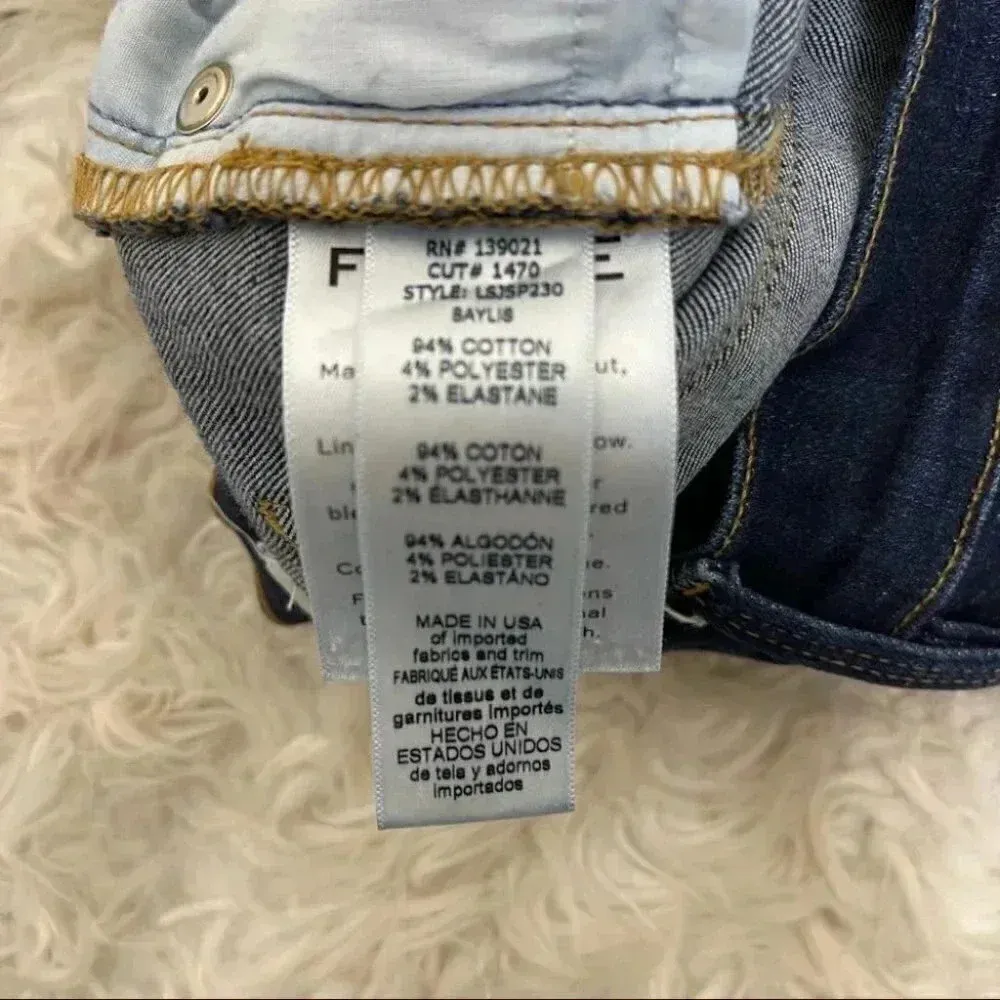 RN# 139021
CUT# 1470
STYLE: LSJSP230
BAYLIS
94% COTTON
4% POLYESTER
2% ELASTANE
94% COTON
4% POLYESTER
2% ÉLASTHANNE
94% ALGODÓN
4% POLIESTER
2% ELASTÁNO
MADE IN USA
of imported
fabrics and trim
FABRIQUÉ AUX ÉTATS-UNIS
de tissus et de
garnitures importés
HECHO EN
ESTADOS UNIDOS
de tela y adornos
importados